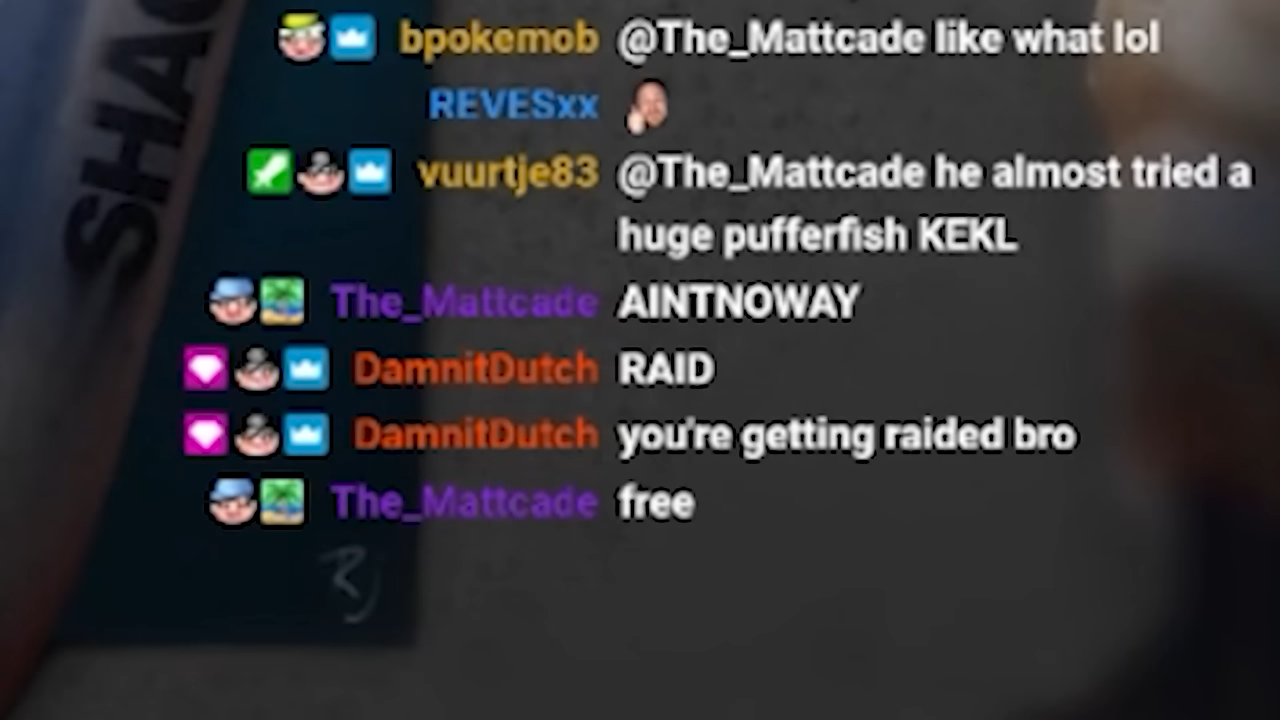 bpokemob @The_Mattcade like what lol
REVESxx
vuurtje83 @The_Mattcade he almost tried a
huge pufferfish KEKL
The_Mattcade AINTNOWAY
DamnitDutch RAID
DamnitDutch you're getting raided bro
The_Mattcade free
SHAC